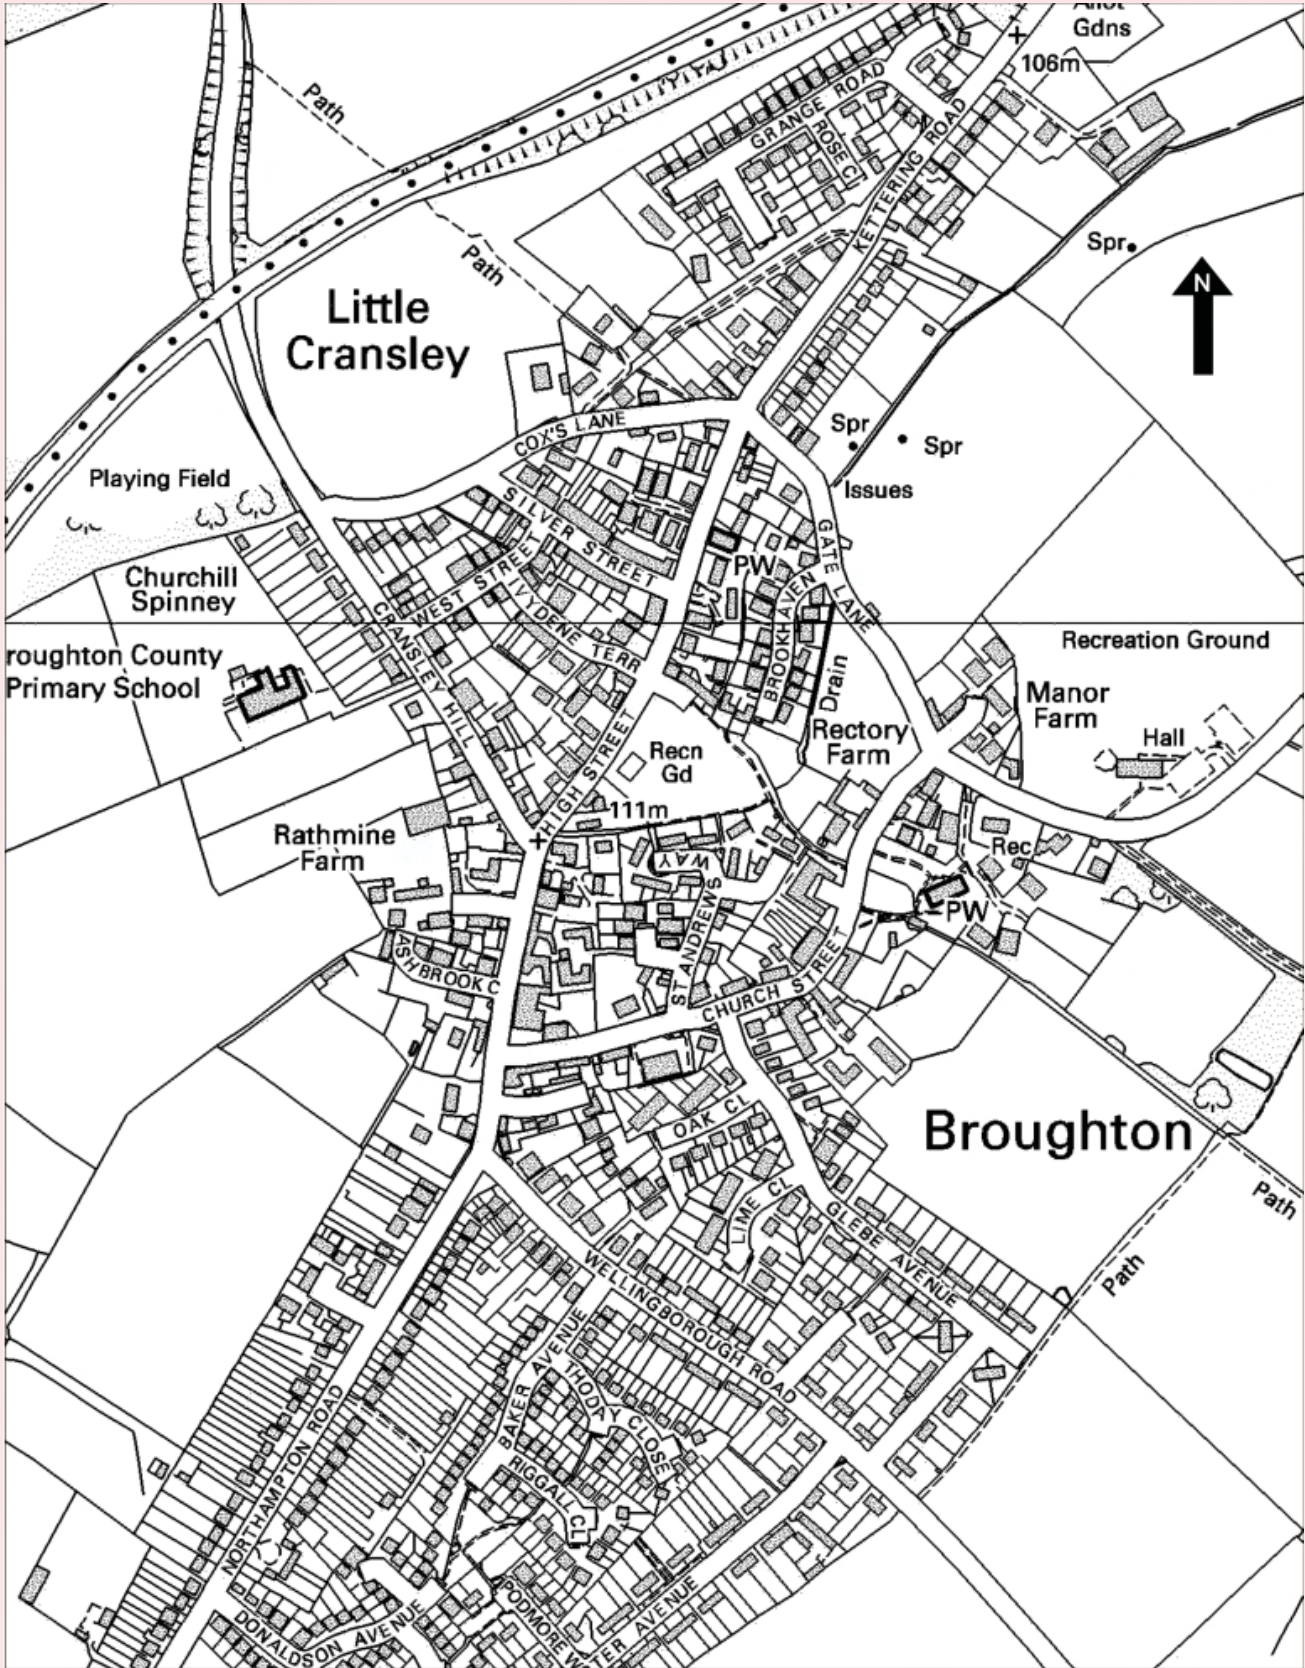 Allot
Gdns
106m
Path
GRANGE ROAD
ROSE CL
KETTERING ROAD
Spr
Path
N
Little
Cransley
Spr
Spr
COX'S LANE
Playing Field
Issues
SILVER STREET
GATE LANE
PW
Churchill
Spinney
WEST STREET
IVYDENE TERR
BROOKHAVEN
CRANSLEY HILL
Recreation Ground
roughton County
Primary School
Drain
Manor
Farm
HIGH STREET
Rectory
Farm
Hall
Recn
Gd
111m
Rathmine
Farm
Rec
WAY
ST ANDREWS
PW
ASHBROOK C
CHURCH STREET
OAK CL
Broughton
LIME CL
Path
GLEBE AVENUE
WELLINGBOROUGH ROAD
Path
BAKER AVENUE
THODY CLOSE
NORTHAMPTON ROAD
RIGGALL CL
DONALDSON AVENUE
PODMORE W
TER AVENUE